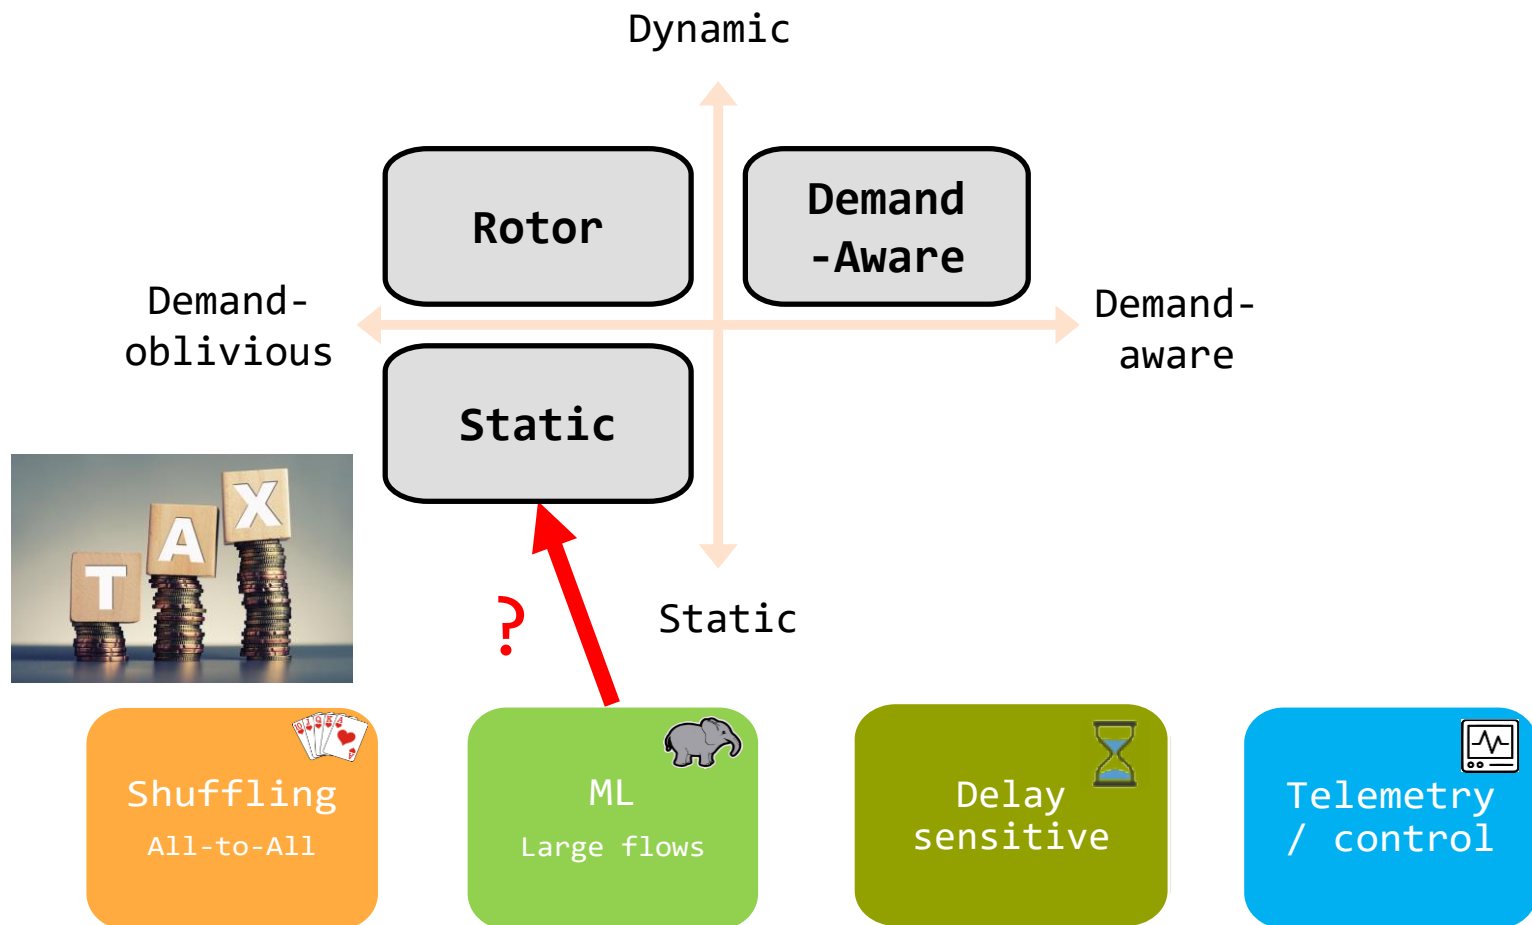 Dynamic
Rotor
Demand
-Aware
Demand-
oblivious
Demand-
aware
Static
TAX
?
Static
Shuffling
All-to-All
ML
Large flows
Delay
sensitive
Telemetry
/ control